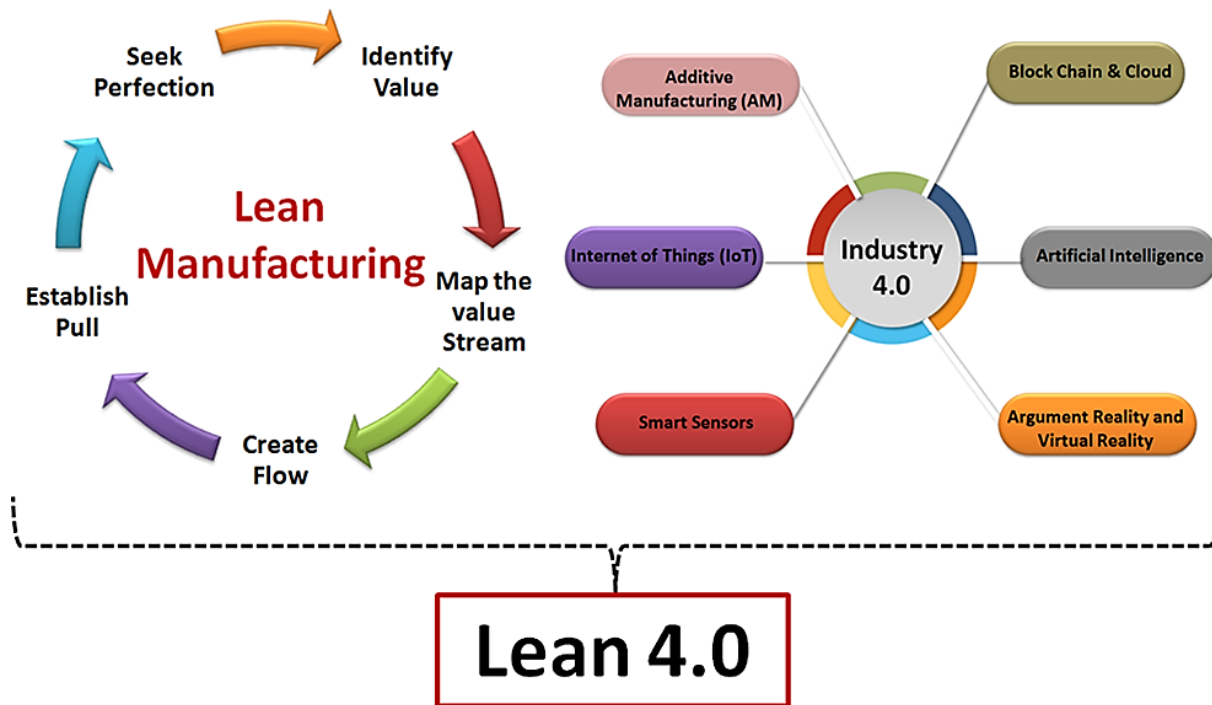 Seek
Perfection
Identify
Value
Lean
Manufacturing
Map the
value
Stream
Establish
Pull
Create
Flow
Additive
Manufacturing (AM)
Block Chain & Cloud
Internet of Things (IoT)
Industry
4.0
Artificial Intelligence
Smart Sensors
Argument Reality and
Virtual Reality
Lean 4.0